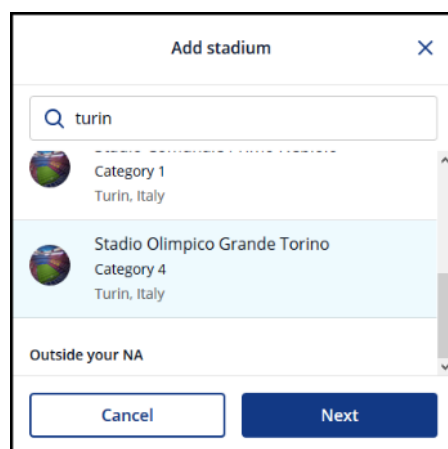 Add stadium
turin
Category 1
Turin, Italy
Stadio Olimpico Grande Torino
Category 4
Turin, Italy
Outside your NA
Cancel
Next